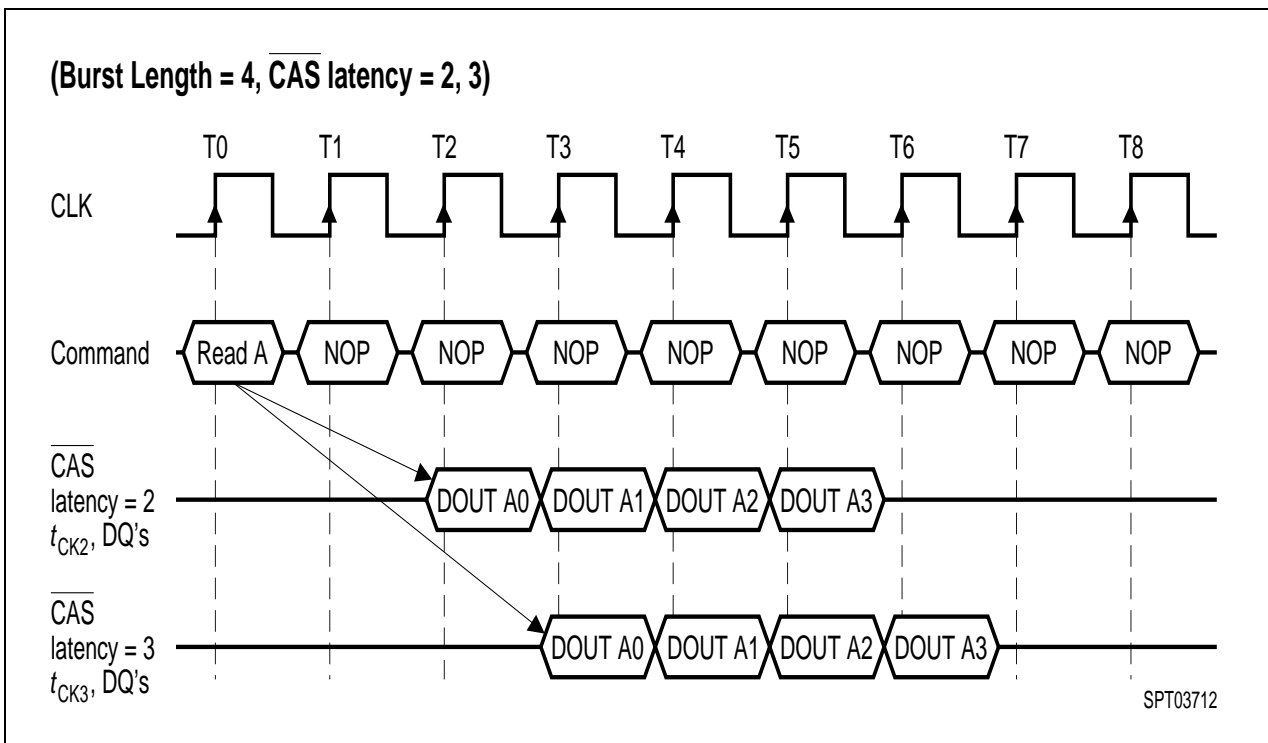 (Burst Length = 4, CAS latency = 2, 3)
T0 T1 T2 T3 T4 T5 T6 T7 T8
CLK
Command Read A NOP NOP NOP NOP NOP NOP NOP NOP
CAS
latency = 2
tCK2, DQ's
DOUT A0 DOUT A1 DOUT A2 DOUT A3
CAS
latency = 3
tCK3, DQ's
DOUT A0 DOUT A1 DOUT A2 DOUT A3
SPT03712